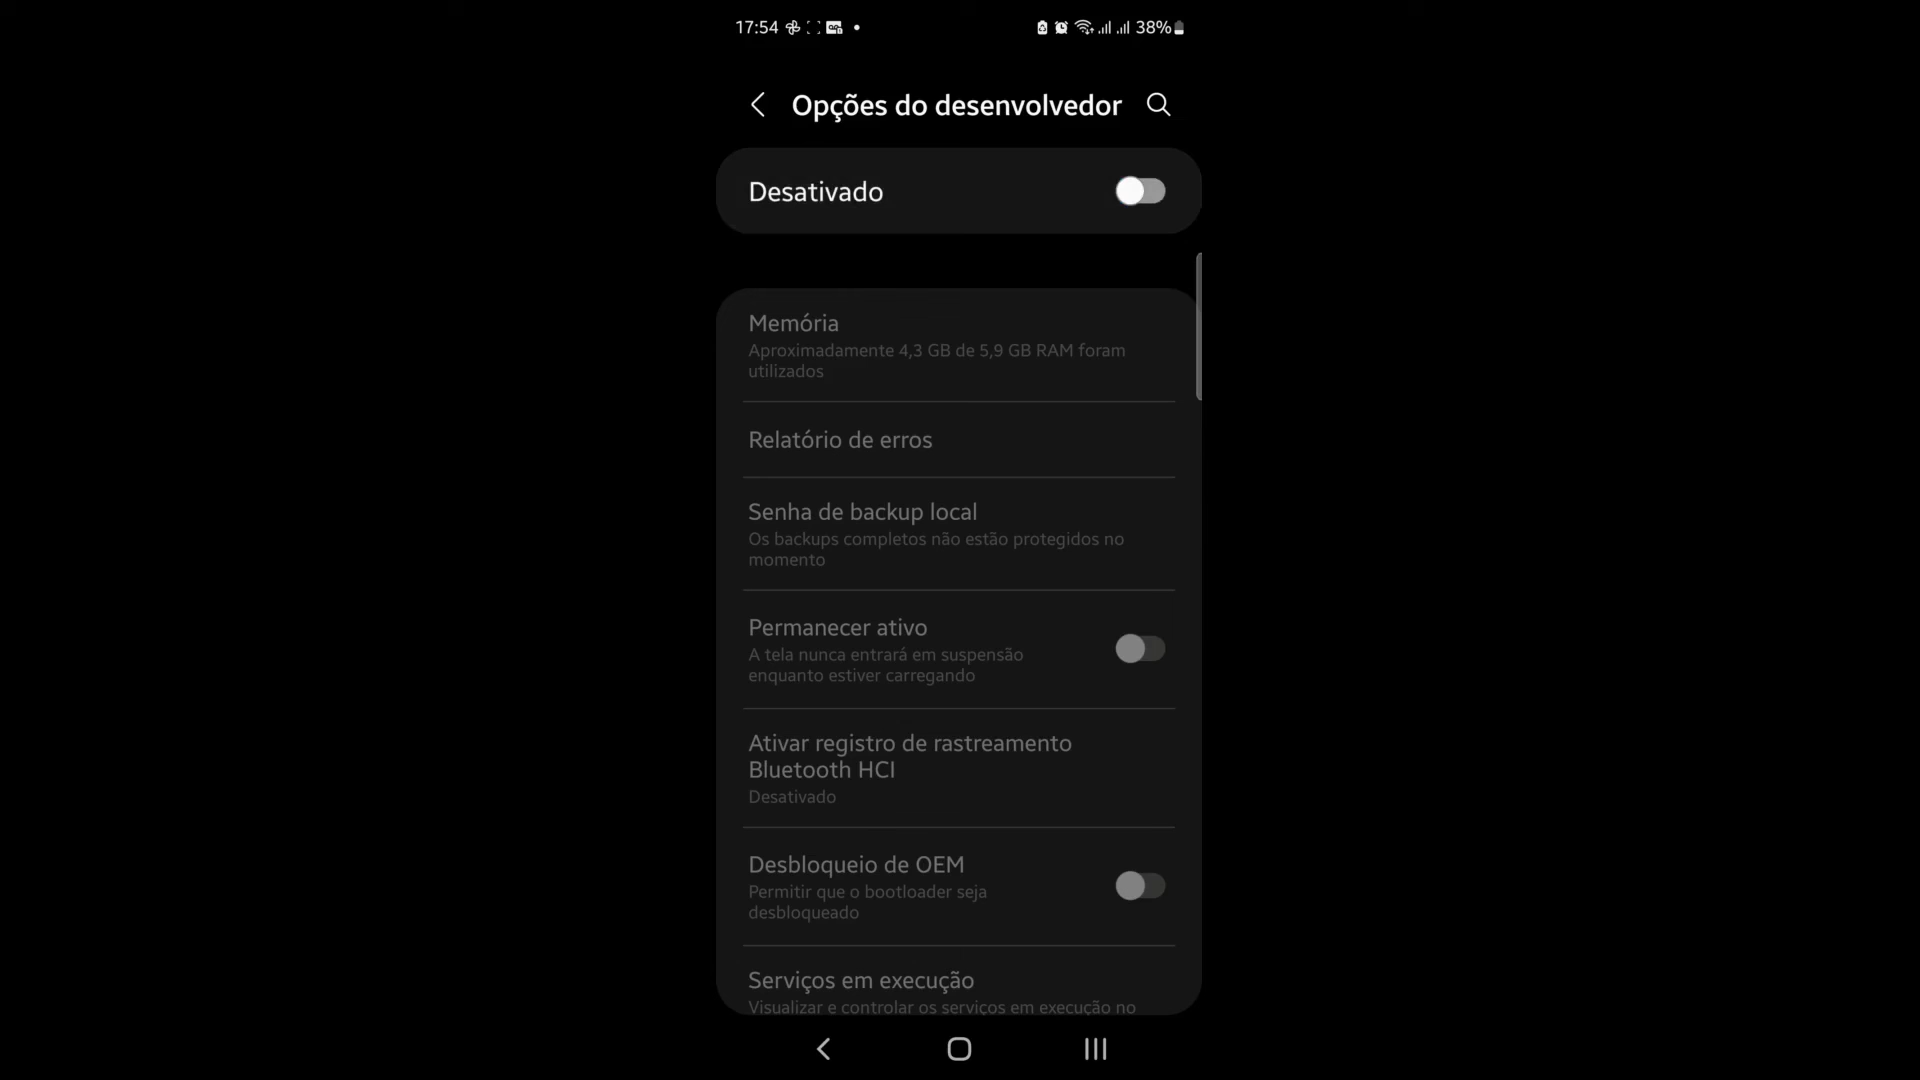 17:54 38%
Opções do desenvolvedor
Desativado
Memória
Aproximadamente 4,3 GB de 5,9 GB RAM foram
utilizados
Relatório de erros
Senha de backup local
Os backups completos não estão protegidos no
momento
Permanecer ativo
A tela nunca entrará em suspensão
enquanto estiver carregando
Ativar registro de rastreamento
Bluetooth HCI
Desativado
Desbloqueio de OEM
Permitir que o bootloader seja
desbloqueado
Serviços em execução
Visualizar e controlar os serviços em execução no